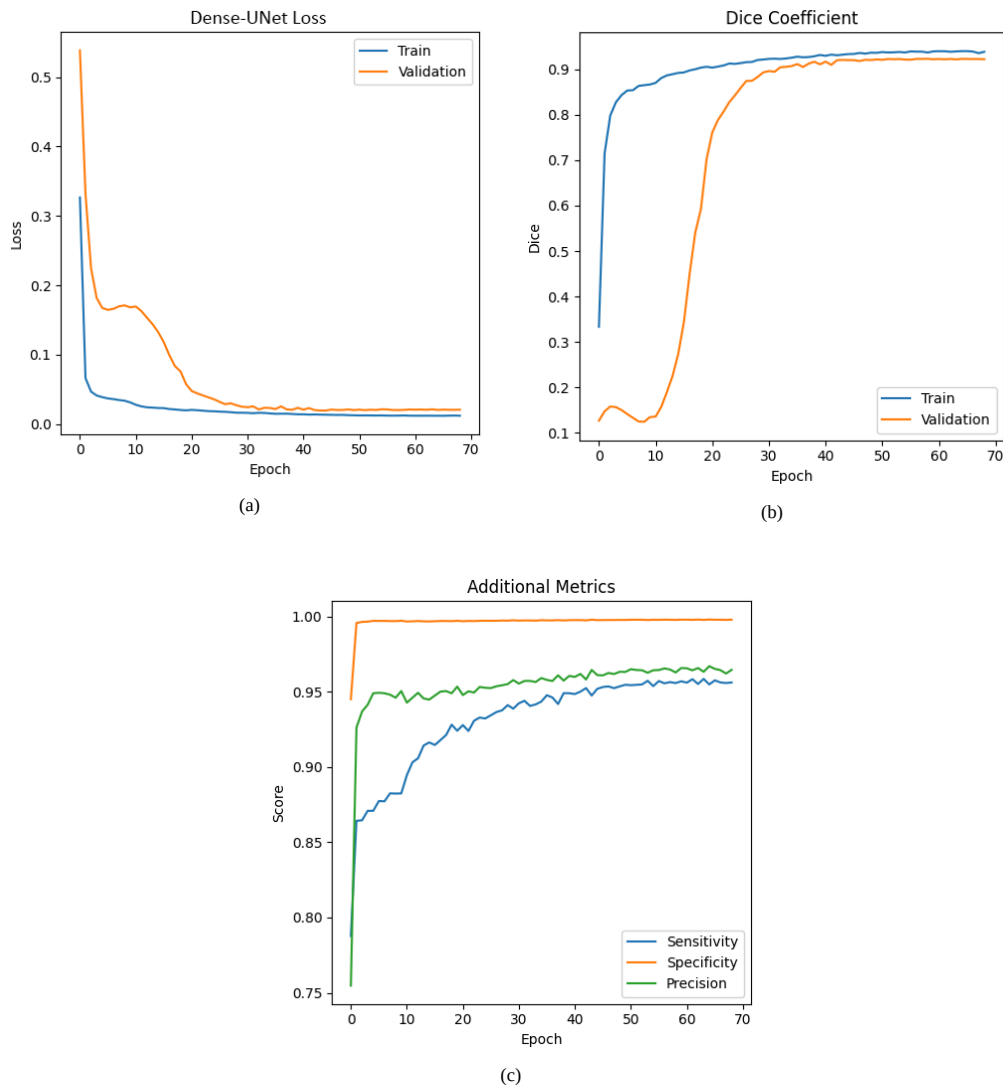 Dense-UNet Loss
Train
Validation
0.5
0.4
0.3
0.2
0.1
0.0
Loss
0 10 20 30 40 50 60 70
Epoch
(a)
Dice Coefficient
0.9
0.8
0.7
0.6
0.5
0.4
0.3
0.2
0.1
Dice
Train
Validation
0 10 20 30 40 50 60 70
Epoch
(b)
Additional Metrics
1.00
0.95
0.90
0.85
0.80
0.75
Score
Sensitivity
Specificity
Precision
0 10 20 30 40 50 60 70
Epoch
(c)